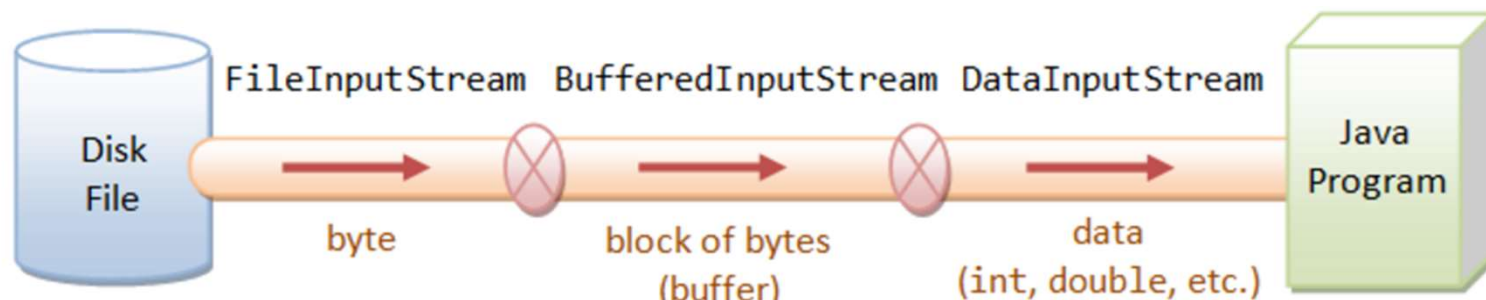 Disk
File
FileInputStream
BufferedInputStream
DataInputStream
byte
block of bytes
(buffer)
data
(int, double, etc.)
Java
Program